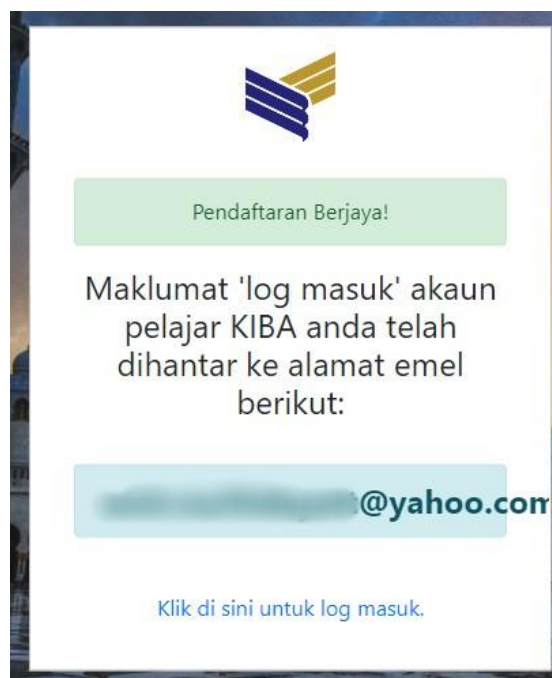 Pendaftaran Berjaya!
Maklumat 'log masuk' akaun
pelajar KIBA anda telah
dihantar ke alamat emel
berikut:
@yahoo.com
Klik di sini untuk log masuk.